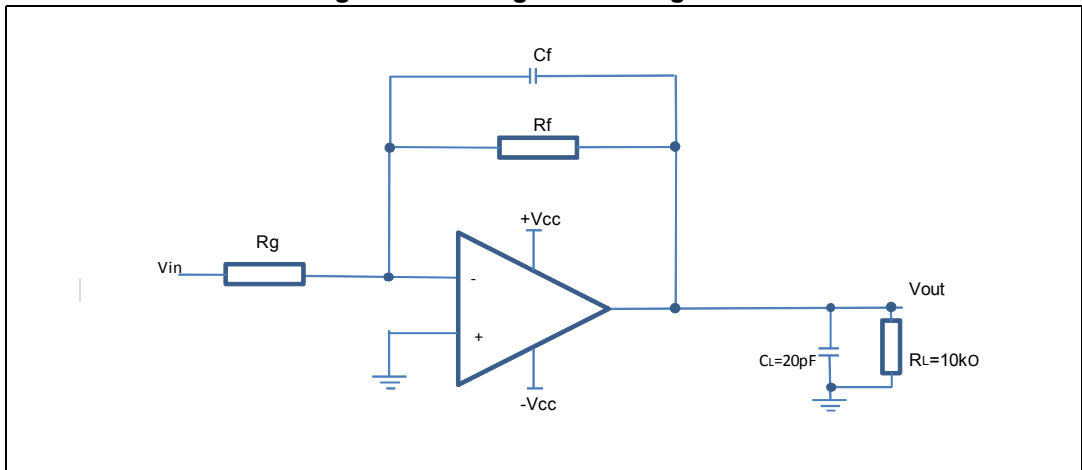 Cf
Rf
+Vcc
Rg
Vin
-
+
Vout
CL=20pF
RL=10kO
-Vcc